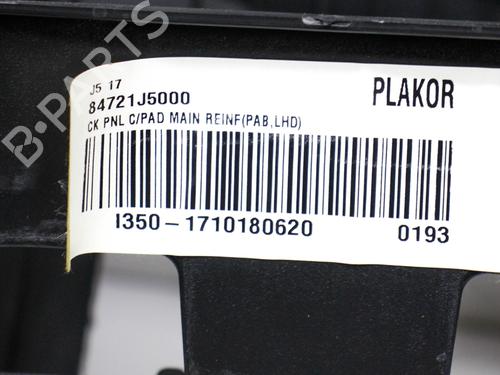 B-PARTS
J5 17
84721J5000
PLAKOR
CK PNL C/PAD MAIN REINF(PAB,LHD)
I350-1710180620
0193